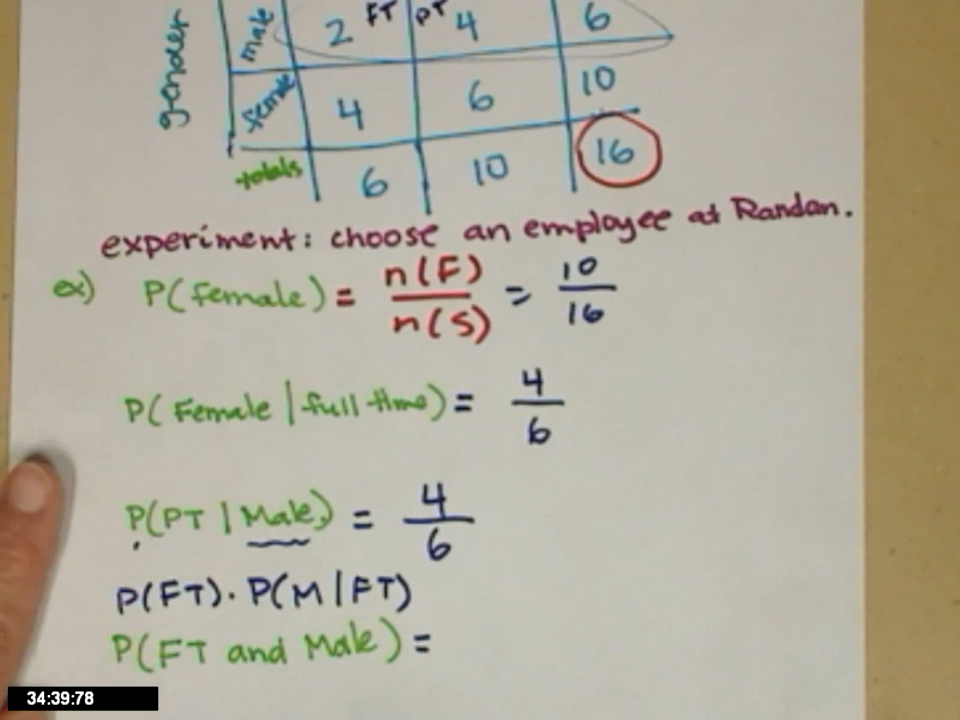 gender
male 2 FT PT 4 6
female 4 6 10
totals 6 10 16
experiment: choose an employee at Randan.
ex) P(female) = n(F) / n(S) = 10 / 16
P(Female | full time) = 4 / 6
P(PT | Male) = 4 / 6
P(FT) · P(M | FT)
P(FT and Male) =
34:39:78